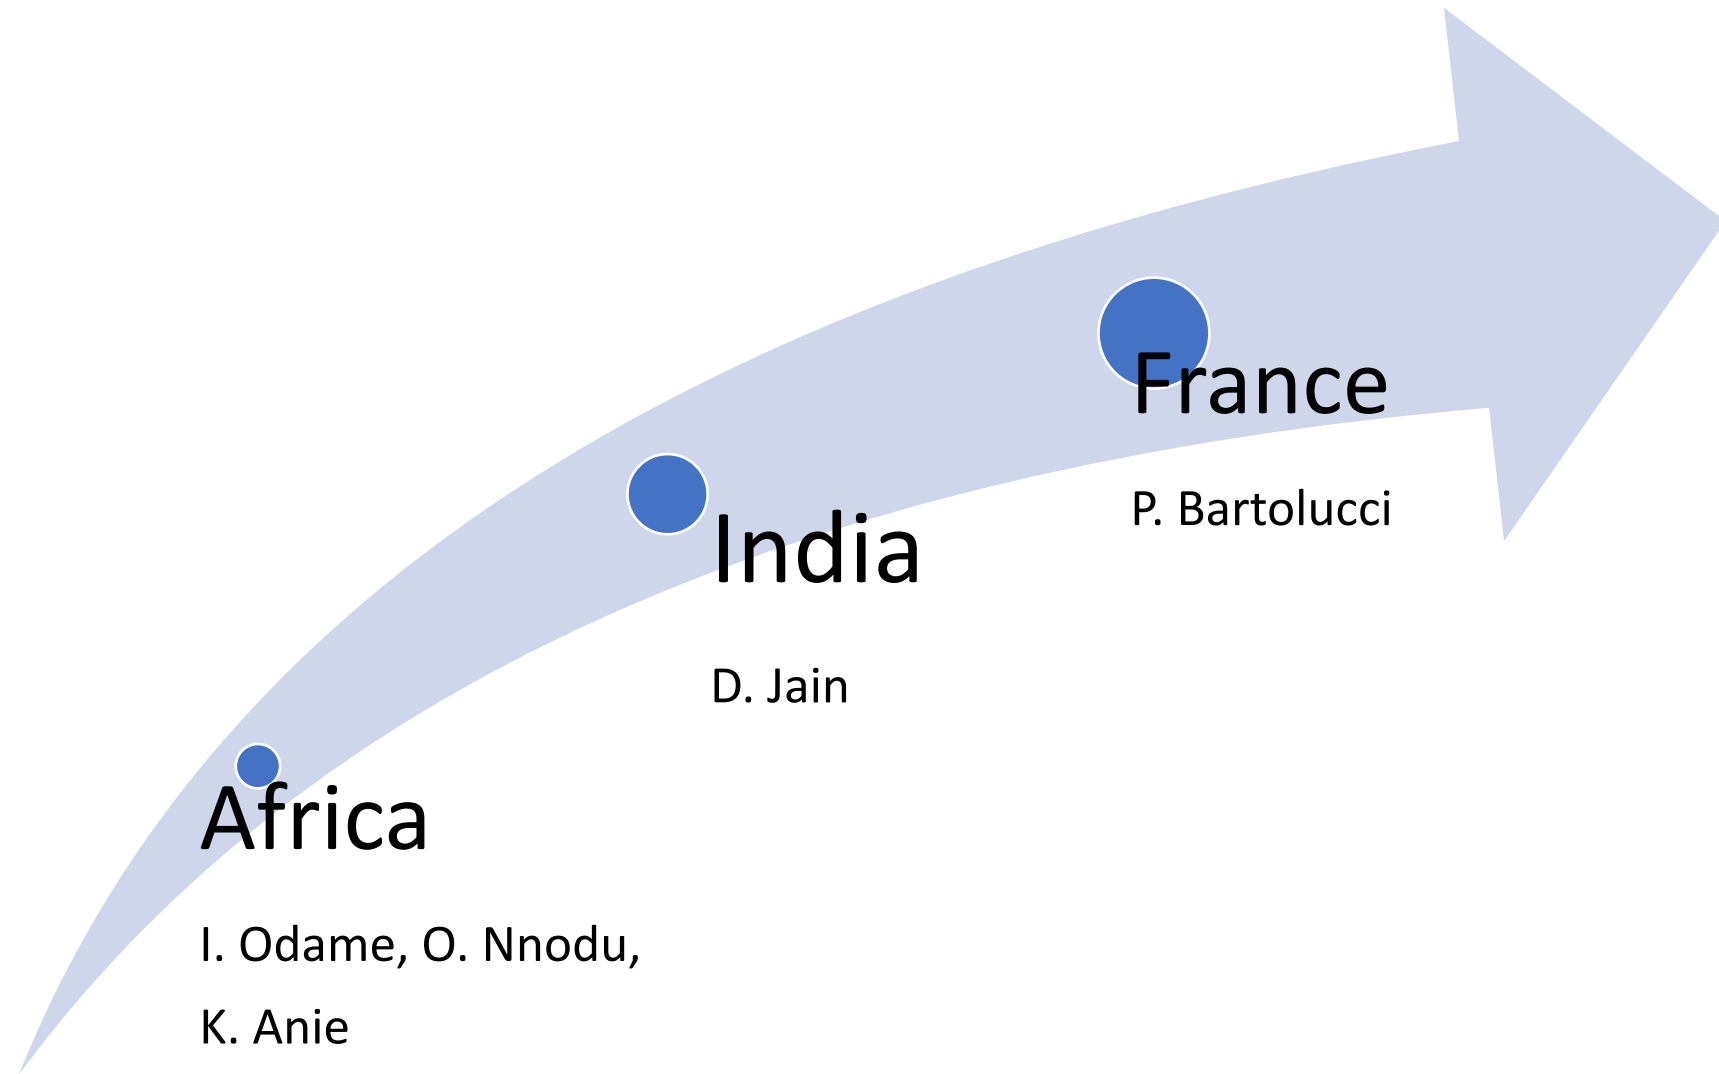 Africa
I. Odame, O. Nnodu,
K. Anie
India
D. Jain
France
P. Bartolucci